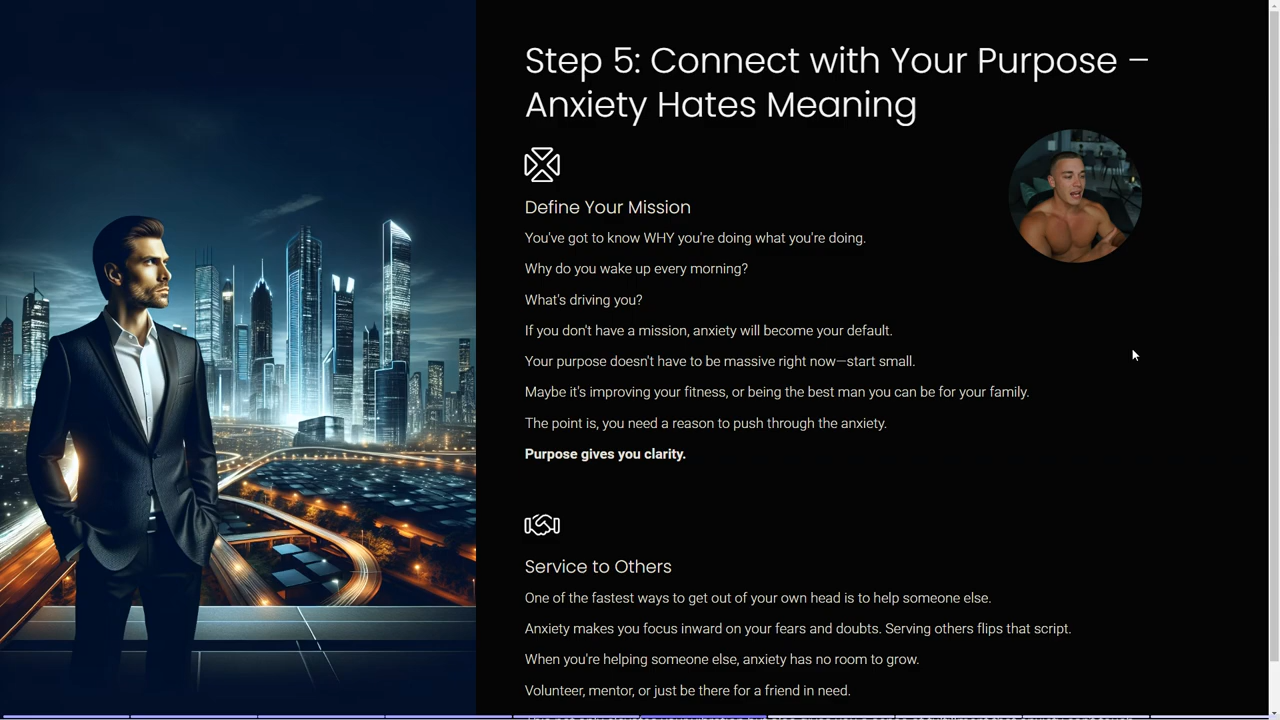 Step 5: Connect with Your Purpose –
Anxiety Hates Meaning
Define Your Mission
You've got to know WHY you're doing what you're doing.
Why do you wake up every morning?
What's driving you?
If you don't have a mission, anxiety will become your default.
Your purpose doesn't have to be massive right now—start small.
Maybe it's improving your fitness, or being the best man you can be for your family.
The point is, you need a reason to push through the anxiety.
Purpose gives you clarity.
Service to Others
One of the fastest ways to get out of your own head is to help someone else.
Anxiety makes you focus inward on your fears and doubts. Serving others flips that script.
When you're helping someone else, anxiety has no room to grow.
Volunteer, mentor, or just be there for a friend in need.